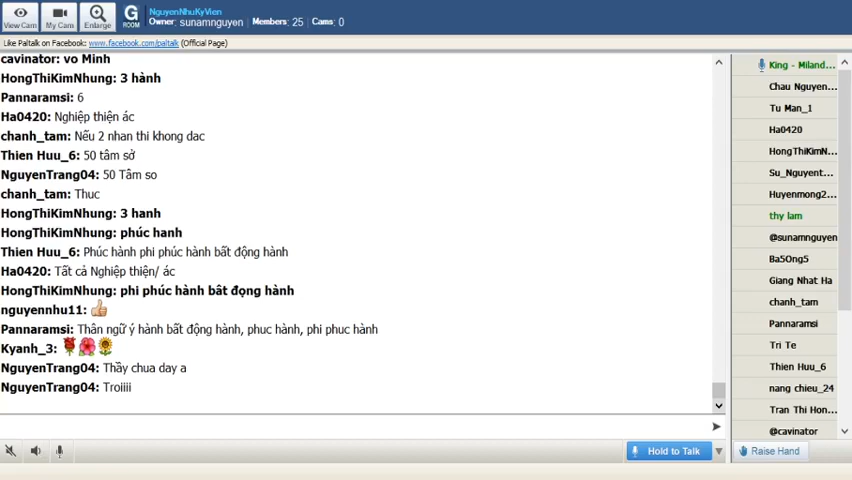 View Cam
My Cam
Enlarge
G
ROOM
NguyenNhuKyVien
Owner: sunamnguyen Members: 25 Cams: 0
Like Paltalk on Facebook: www.facebook.com/paltalk (Official Page)
cavinator: vo Minh
HongThiKimNhung: 3 hành
Pannaramsi: 6
Ha0420: Nghiệp thiện ác
chanh_tam: Nếu 2 nhan thi khong dac
Thien Huu_6: 50 tâm sở
NguyenTrang04: 50 Tâm so
chanh_tam: Thuc
HongThiKimNhung: 3 hanh
HongThiKimNhung: phúc hanh
Thien Huu_6: Phúc hành phi phúc hành bất động hành
Ha0420: Tất cả Nghiệp thiện/ ác
HongThiKimNhung: phi phúc hành bât đọng hành
nguyennhu11:
Pannaramsi: Thân ngữ ý hành bất động hành, phuc hành, phi phuc hành
Kyanh_3:
NguyenTrang04: Thầy chua day a
NguyenTrang04: Troiiii
King - Miland...
Chau Nguyen...
Tu Man_1
Ha0420
HongThiKimN...
Su_Nguyent...
Huyenmong2...
thy lam
@sunamnguyen
Ba5Ong5
Giang Nhat Ha
chanh_tam
Pannaramsi
Tri Te
Thien Huu_6
nang chieu_24
Tran Thi Hon...
@cavinator
Hold to Talk
Raise Hand